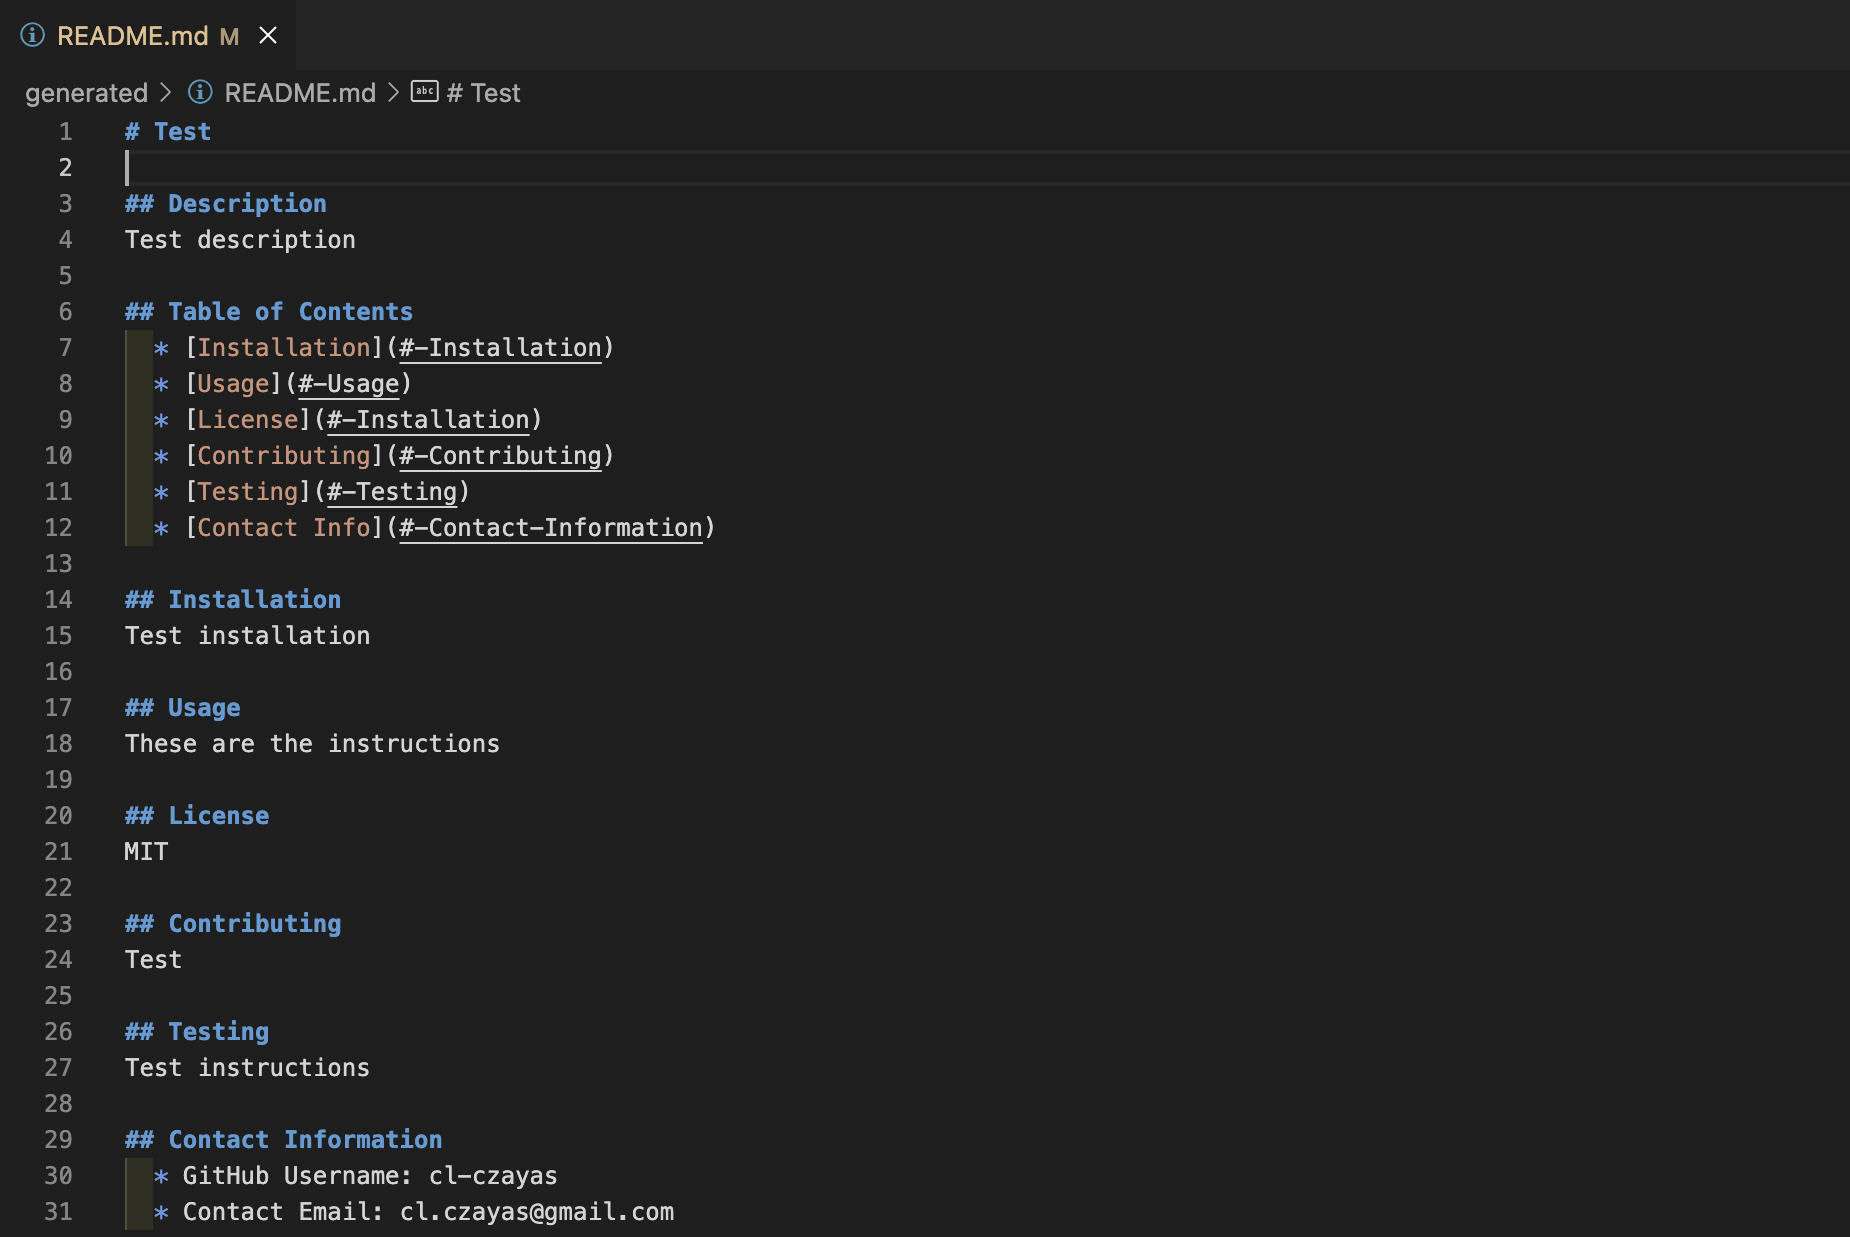 README.md M
generated > README.md > abc # Test
1 # Test
2
3 ## Description
4 Test description
5
6 ## Table of Contents
7 * [Installation](#-Installation)
8 * [Usage](#-Usage)
9 * [License](#-Installation)
10 * [Contributing](#-Contributing)
11 * [Testing](#-Testing)
12 * [Contact Info](#-Contact-Information)
13
14 ## Installation
15 Test installation
16
17 ## Usage
18 These are the instructions
19
20 ## License
21 MIT
22
23 ## Contributing
24 Test
25
26 ## Testing
27 Test instructions
28
29 ## Contact Information
30 * GitHub Username: cl-czayas
31 * Contact Email: cl.czayas@gmail.com